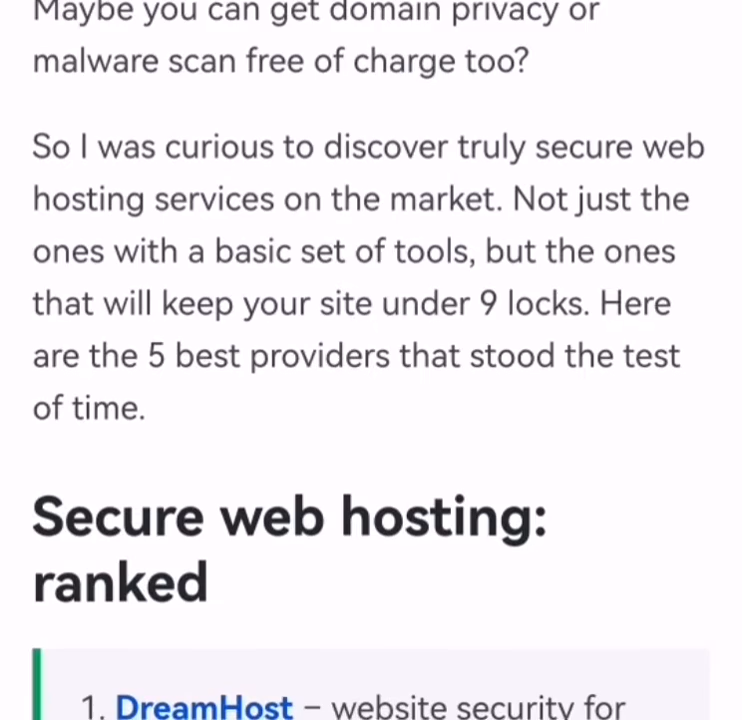 Maybe you can get domain privacy or
malware scan free of charge too?
So I was curious to discover truly secure web
hosting services on the market. Not just the
ones with a basic set of tools, but the ones
that will keep your site under 9 locks. Here
are the 5 best providers that stood the test
of time.
Secure web hosting:
ranked
1. DreamHost – website security for